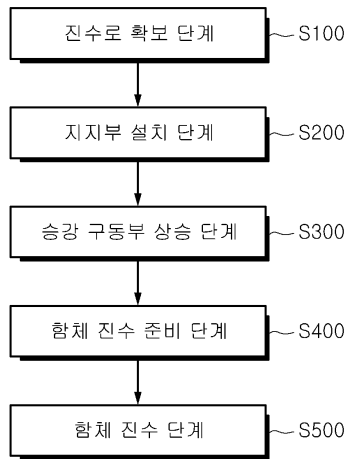 진수로 확보 단계 S100
지지부 설치 단계 S200
승강 구동부 상승 단계 S300
함체 진수 준비 단계 S400
함체 진수 단계 S500